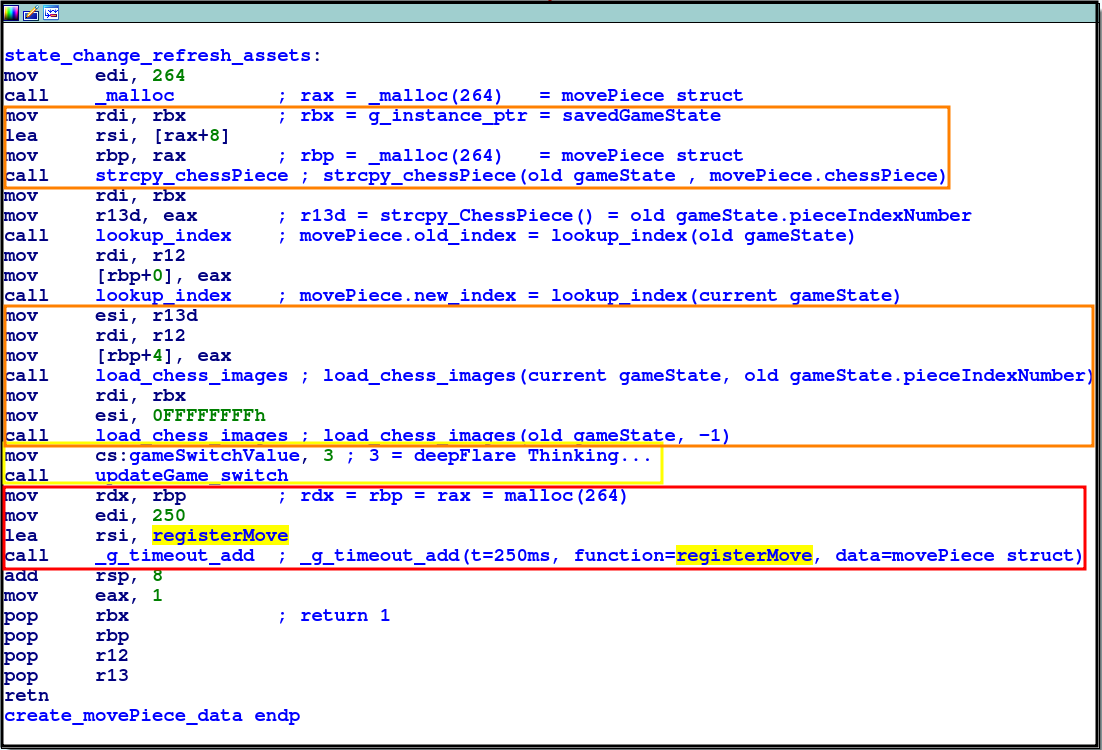 state_change_refresh_assets:
mov edi, 264
call _malloc ; rax = _malloc(264) = movePiece struct
mov rdi, rbx ; rbx = g_instance_ptr = savedGameState
lea rsi, [rax+8]
mov rbp, rax ; rbp = _malloc(264) = movePiece struct
call strcpy_chessPiece ; strcpy_chessPiece(old gameState , movePiece.chessPiece)
mov rdi, rbx
mov r13d, eax ; r13d = strcpy_ChessPiece() = old gameState.pieceIndexNumber
call lookup_index ; movePiece.old_index = lookup_index(old gameState)
mov rdi, r12
mov [rbp+0], eax
call lookup_index ; movePiece.new_index = lookup_index(current gameState)
mov esi, r13d
mov rdi, r12
mov [rbp+4], eax
call load_chess_images ; load_chess_images(current gameState, old gameState.pieceIndexNumber)
mov rdi, rbx
mov esi, 0FFFFFFFFh
call load_chess_images ; load_chess_images(old gameState, -1)
mov cs:gameSwitchValue, 3 ; 3 = deepFlare Thinking...
call updateGame_switch
mov rdx, rbp ; rdx = rbp = rax = malloc(264)
mov edi, 250
lea rsi, registerMove
call _g_timeout_add ; _g_timeout_add(t=250ms, function=registerMove, data=movePiece struct)
add rsp, 8
mov eax, 1
pop rbx ; return 1
pop rbp
pop r12
pop r13
retn
create_movePiece_data endp